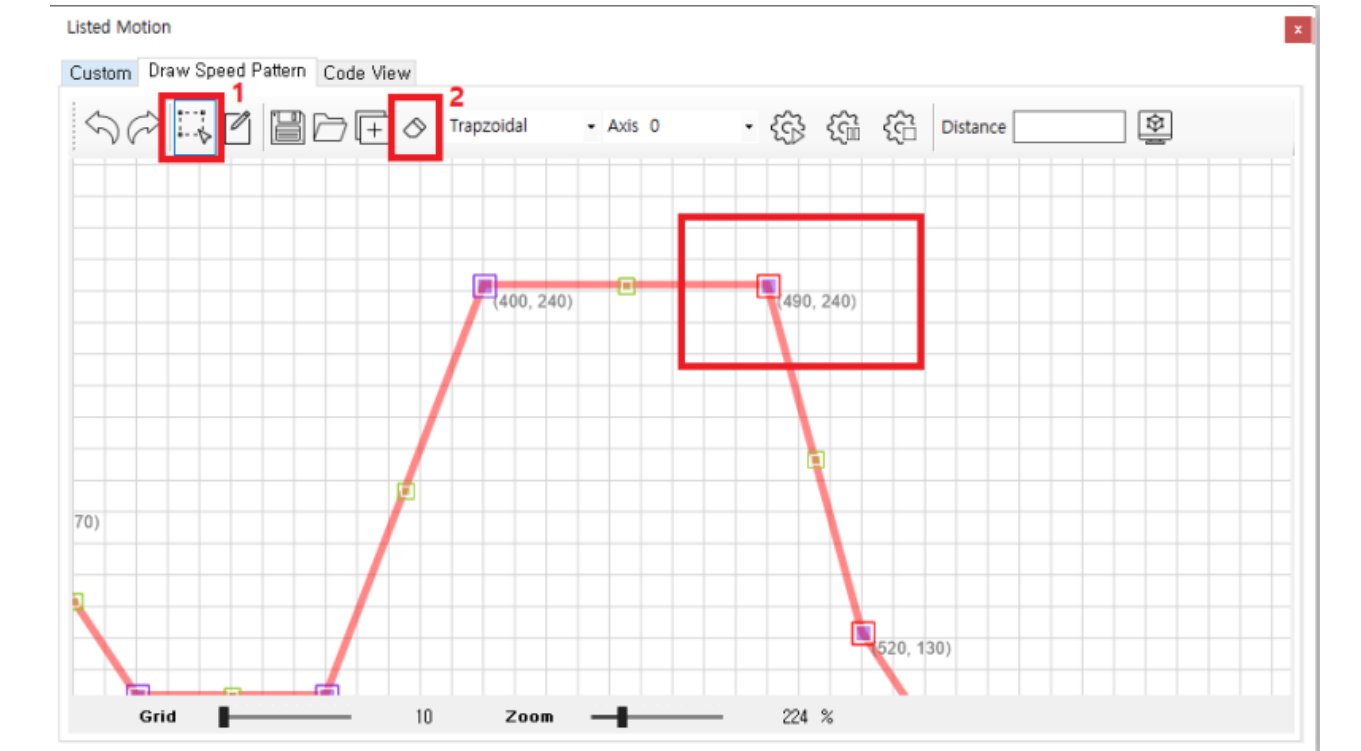 Listed Motion
x
Custom Draw Speed Pattern Code View
1
2
Trapzoidal Axis 0 Distance
(400, 240)
(490, 240)
70)
(520, 130)
Grid 10 Zoom 224 %